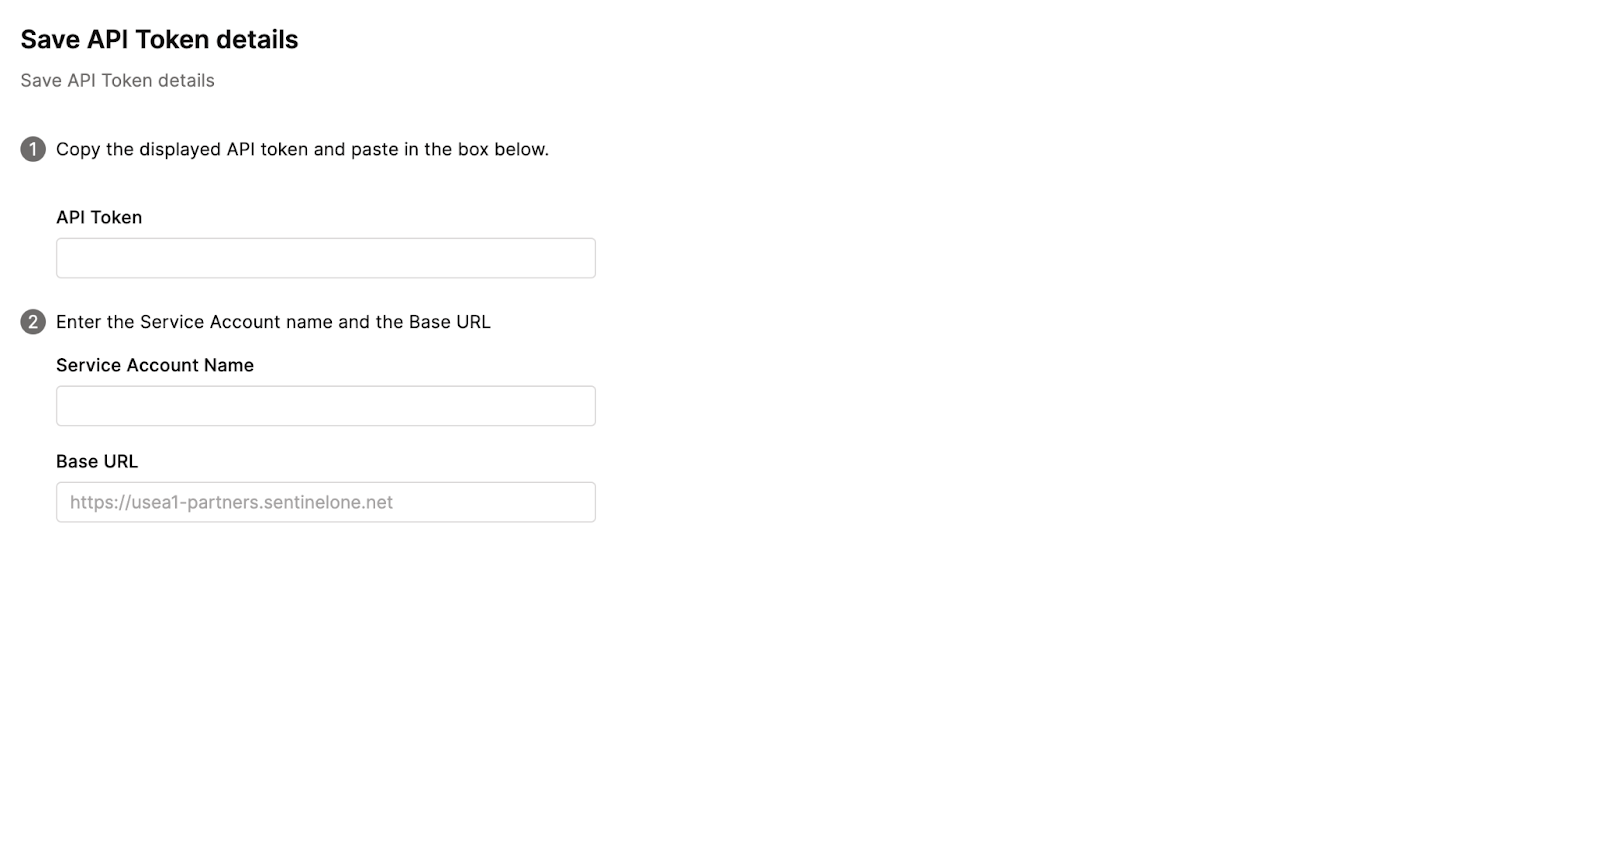 Save API Token details
Save API Token details
1 Copy the displayed API token and paste in the box below.
API Token
2 Enter the Service Account name and the Base URL
Service Account Name
Base URL
https://usea1-partners.sentinelone.net